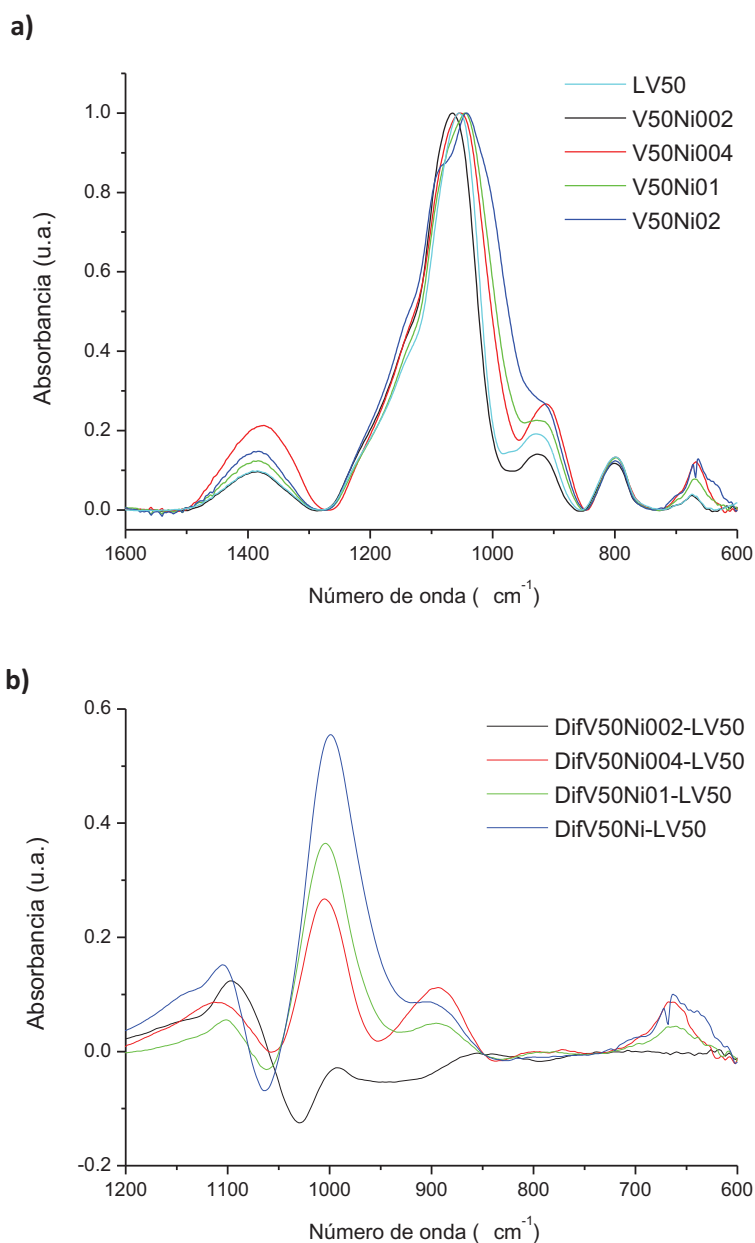 a)
LV50
V50Ni002
V50Ni004
V50Ni01
V50Ni02
1.0
0.8
0.6
0.4
0.2
0.0
Absorbancia (u.a.)
1600 1400 1200 1000 800 600
Número de onda ( cm⁻¹)
b)
DifV50Ni002-LV50
DifV50Ni004-LV50
DifV50Ni01-LV50
DifV50Ni-LV50
0.6
0.4
0.2
0.0
-0.2
Absorbancia (u.a.)
1200 1100 1000 900 800 700 600
Número de onda ( cm⁻¹)